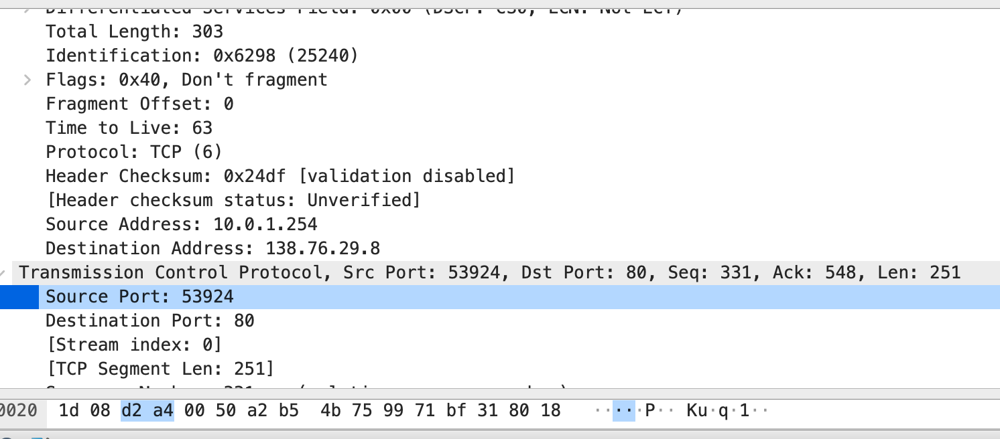 Differentiated Services Field: 0x00 (DSCP: CS0, ECN: Not-ECT)
Total Length: 303
Identification: 0x6298 (25240)
Flags: 0x40, Don't fragment
Fragment Offset: 0
Time to Live: 63
Protocol: TCP (6)
Header Checksum: 0x24df [validation disabled]
[Header checksum status: Unverified]
Source Address: 10.0.1.254
Destination Address: 138.76.29.8
Transmission Control Protocol, Src Port: 53924, Dst Port: 80, Seq: 331, Ack: 548, Len: 251
Source Port: 53924
Destination Port: 80
[Stream index: 0]
[TCP Segment Len: 251]
0020 1d 08 d2 a4 00 50 a2 b5 4b 75 99 71 bf 31 80 18 ·····P·· Ku·q·1··